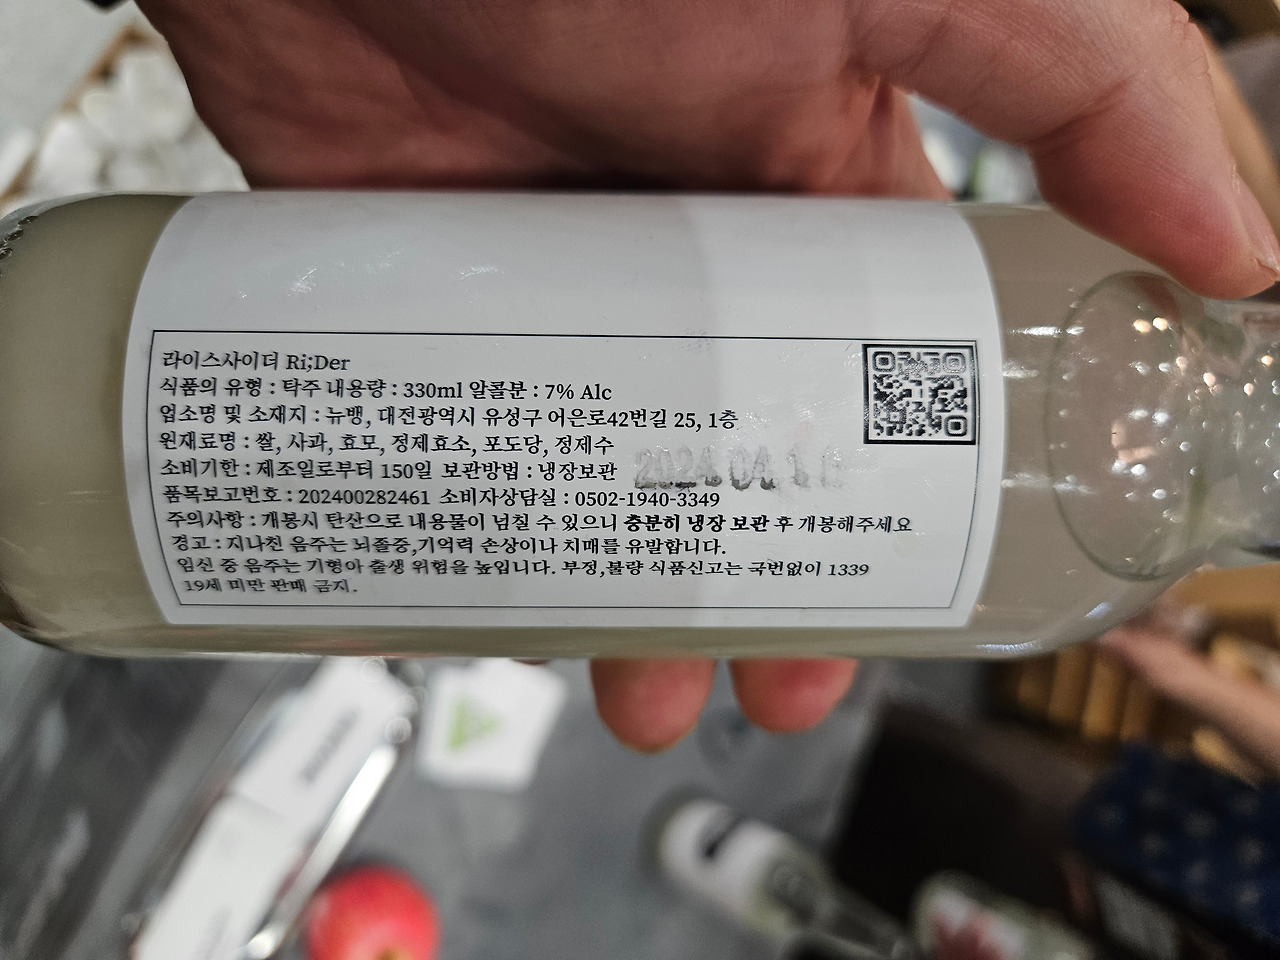 라이스사이더 Ri;Der
식품의 유형 : 탁주 내용량 : 330ml 알콜분 : 7% Alc
업소명 및 소재지 : 뉴뱅, 대전광역시 유성구 어은로42번길 25, 1층
원재료명 : 쌀, 사과, 효모, 정제효소, 포도당, 정제수
소비기한 : 제조일로부터 150일 보관방법 : 냉장보관
품목보고번호 : 202400282461 소비자상담실 : 0502-1940-3349
주의사항 : 개봉시 탄산으로 내용물이 넘칠 수 있으니 충분히 냉장 보관 후 개봉해주세요
경고 : 지나친 음주는 뇌졸중,기억력 손상이나 치매를 유발합니다.
임신 중 음주는 기형아 출생 위험을 높입니다. 부정,불량 식품신고는 국번없이 1339
19세 미만 판매 금지.